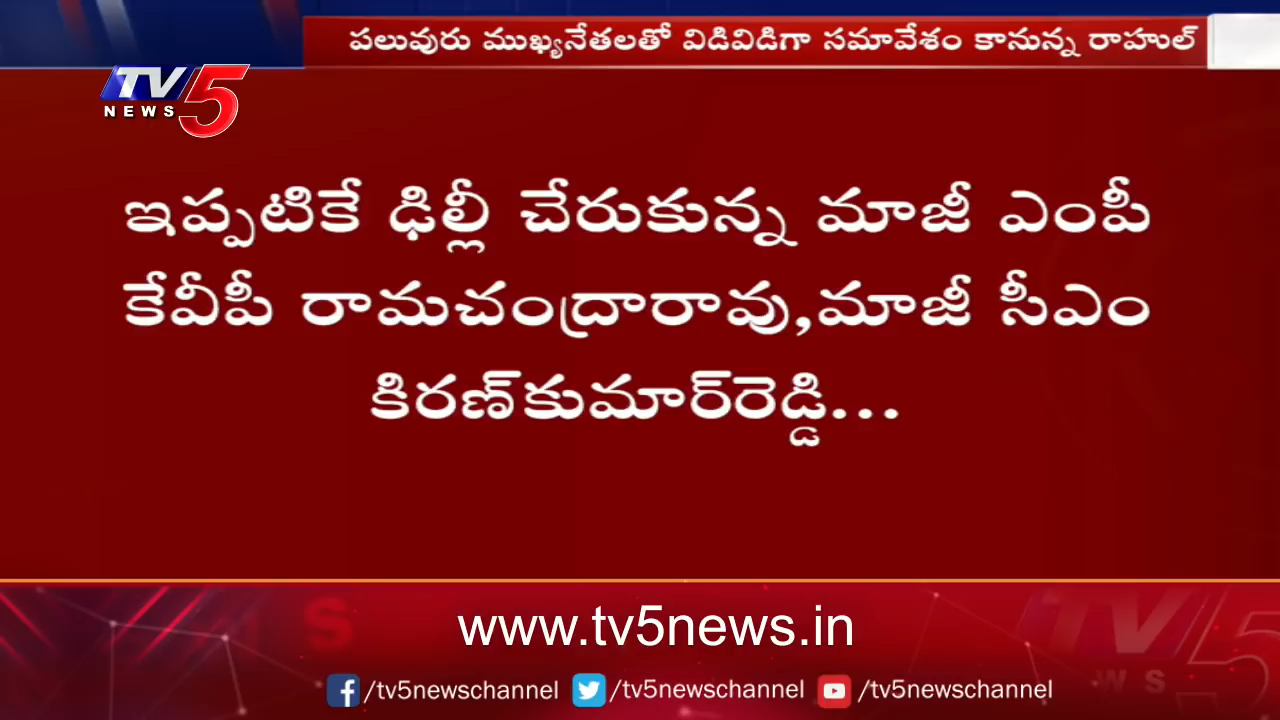 పలువురు ముఖ్యనేతలతో విడివిడిగా సమావేశం కానున్న రాహుల్
TV5
NEWS
ఇప్పటికే ఢిల్లీ చేరుకున్న మాజీ ఎంపీ
కేవీపీ రామచంద్రారావు,మాజీ సీఎం
కిరణ్‌కుమార్‌రెడ్డి...
www.tv5news.in
/tv5newschannel /tv5newschannel /tv5newschannel